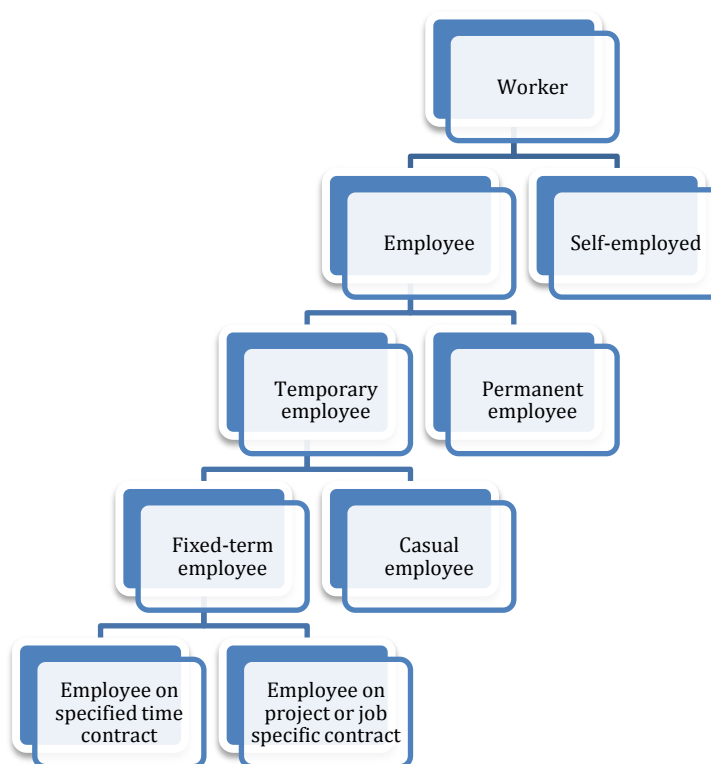 Worker
Employee
Self-employed
Temporary
employee
Permanent
employee
Fixed-term
employee
Casual
employee
Employee on
specified time
contract
Employee on
project or job
specific contract